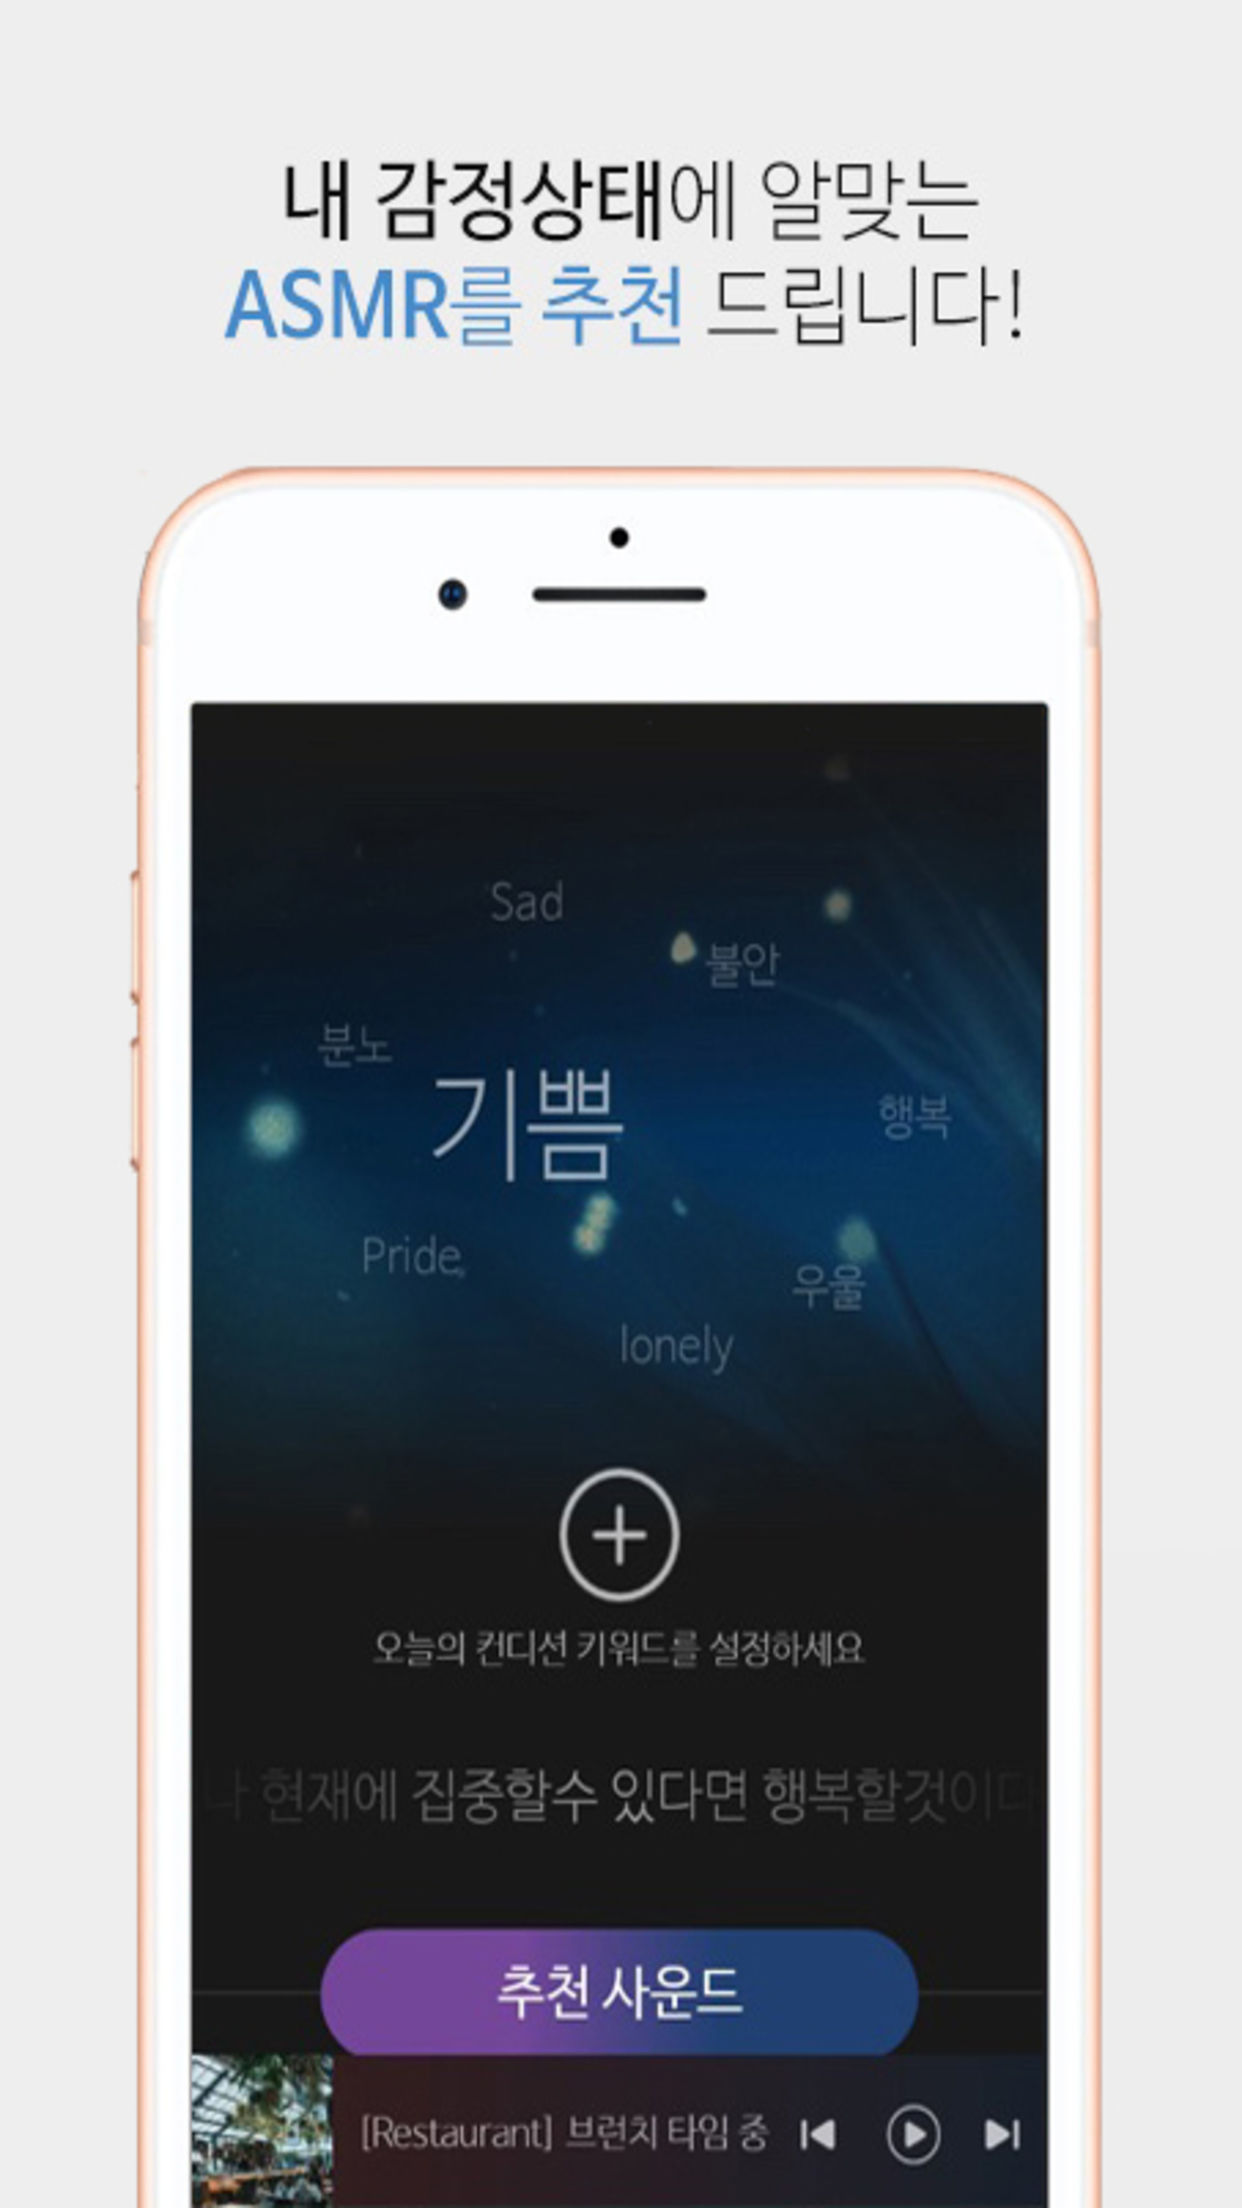 내 감정상태에 알맞는
ASMR를 추천 드립니다!
Sad
불안
분노
기쁨
행복
Pride
우울
lonely
오늘의 컨디션 키워드를 설정하세요
현재에 집중할수 있다면 행복할것이다
추천 사운드
[Restaurant] 브런치 타임 중